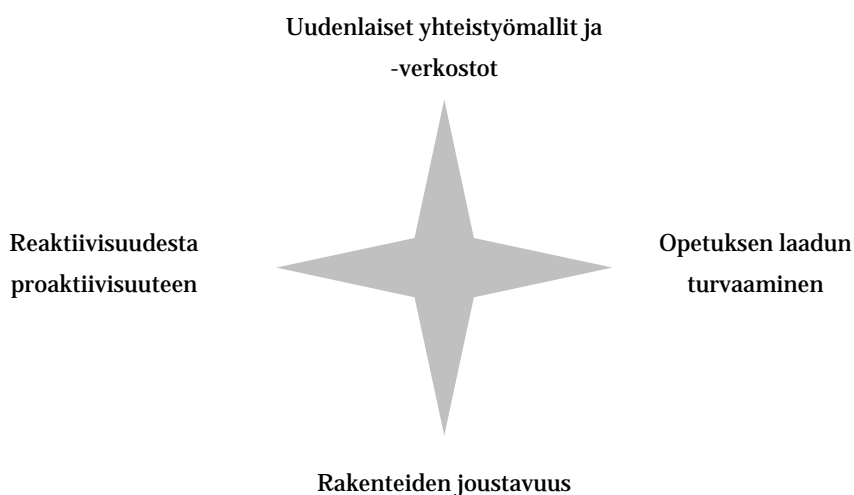 Uudenlaiset yhteistyömallit ja
-verkostot
Reaktiivisuudesta
proaktiivisuuteen
Opetuksen laadun
turvaaminen
Rakenteiden joustavuus